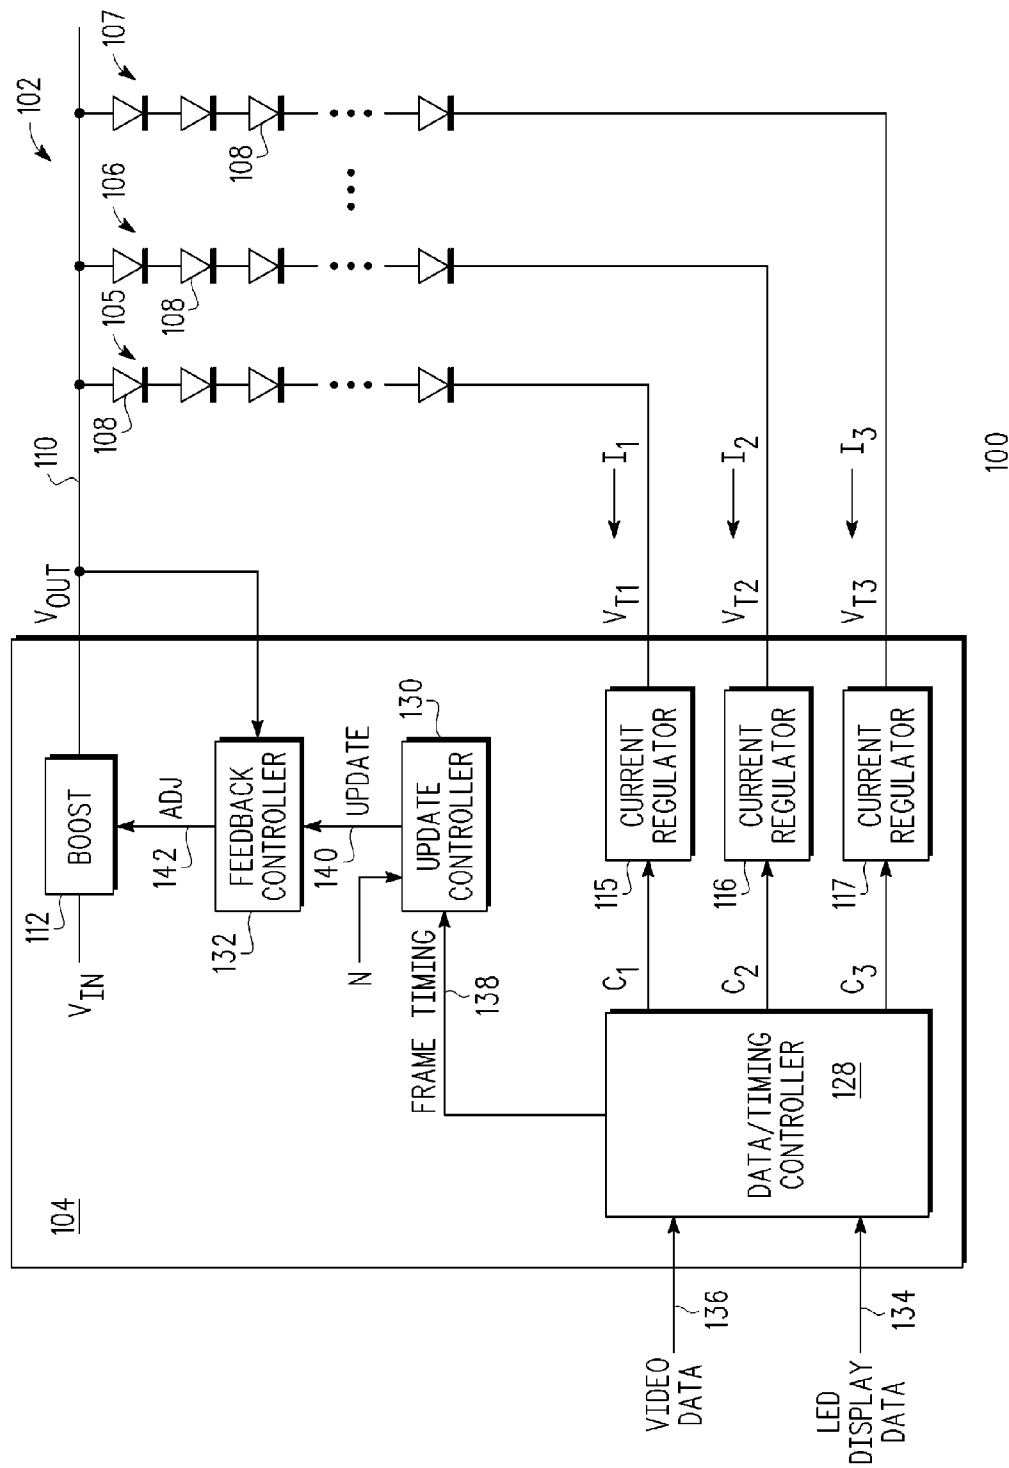 102
107
106
105
108
108
108
110
VOUT
104
VIN
112
BOOST
ADJ
142
FEEDBACK
CONTROLLER
132
UPDATE
140
N
UPDATE
CONTROLLER
130
FRAME TIMING
138
VT1
I1
CURRENT
REGULATOR
115
C1
VT2
I2
CURRENT
REGULATOR
116
C2
VT3
I3
CURRENT
REGULATOR
117
C3
DATA/TIMING
CONTROLLER
128
VIDEO
DATA
136
LED
DISPLAY
DATA
134
100